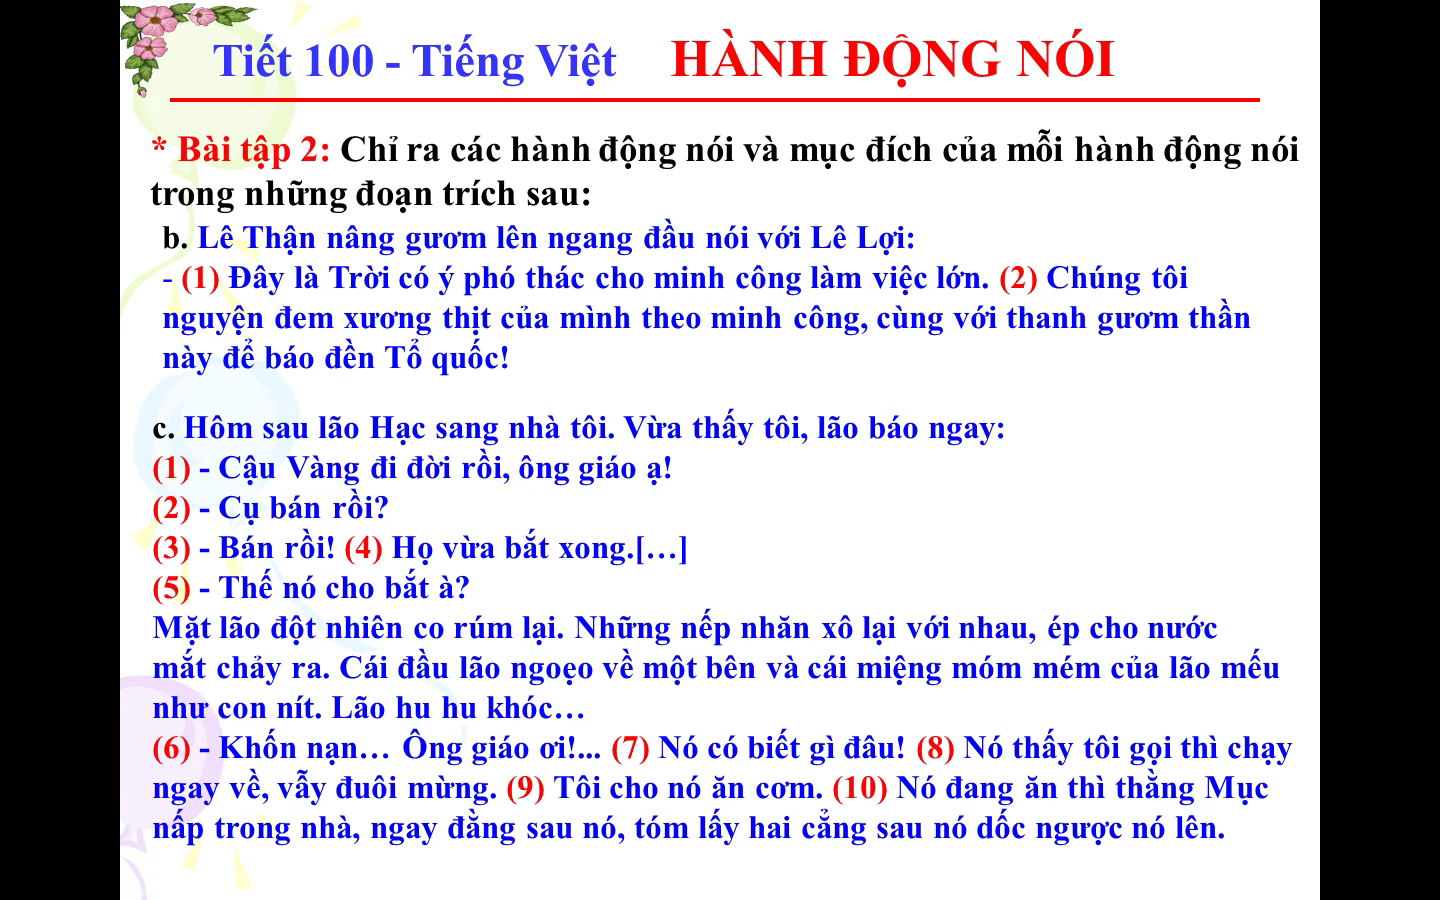 Tiết 100 - Tiếng Việt HÀNH ĐỘNG NÓI
* Bài tập 2: Chỉ ra các hành động nói và mục đích của mỗi hành động nói
trong những đoạn trích sau:
b. Lê Thận nâng gươm lên ngang đầu nói với Lê Lợi:
- (1) Đây là Trời có ý phó thác cho minh công làm việc lớn. (2) Chúng tôi
nguyện đem xương thịt của mình theo minh công, cùng với thanh gươm thần
này để báo đền Tổ quốc!
c. Hôm sau lão Hạc sang nhà tôi. Vừa thấy tôi, lão báo ngay:
(1) - Cậu Vàng đi đời rồi, ông giáo ạ!
(2) - Cụ bán rồi?
(3) - Bán rồi! (4) Họ vừa bắt xong.[…]
(5) - Thế nó cho bắt à?
Mặt lão đột nhiên co rúm lại. Những nếp nhăn xô lại với nhau, ép cho nước
mắt chảy ra. Cái đầu lão ngoẹo về một bên và cái miệng móm mém của lão mếu
như con nít. Lão hu hu khóc…
(6) - Khốn nạn… Ông giáo ơi!... (7) Nó có biết gì đâu! (8) Nó thấy tôi gọi thì chạy
ngay về, vẫy đuôi mừng. (9) Tôi cho nó ăn cơm. (10) Nó đang ăn thì thằng Mục
nấp trong nhà, ngay đằng sau nó, tóm lấy hai cẳng sau nó dốc ngược nó lên.